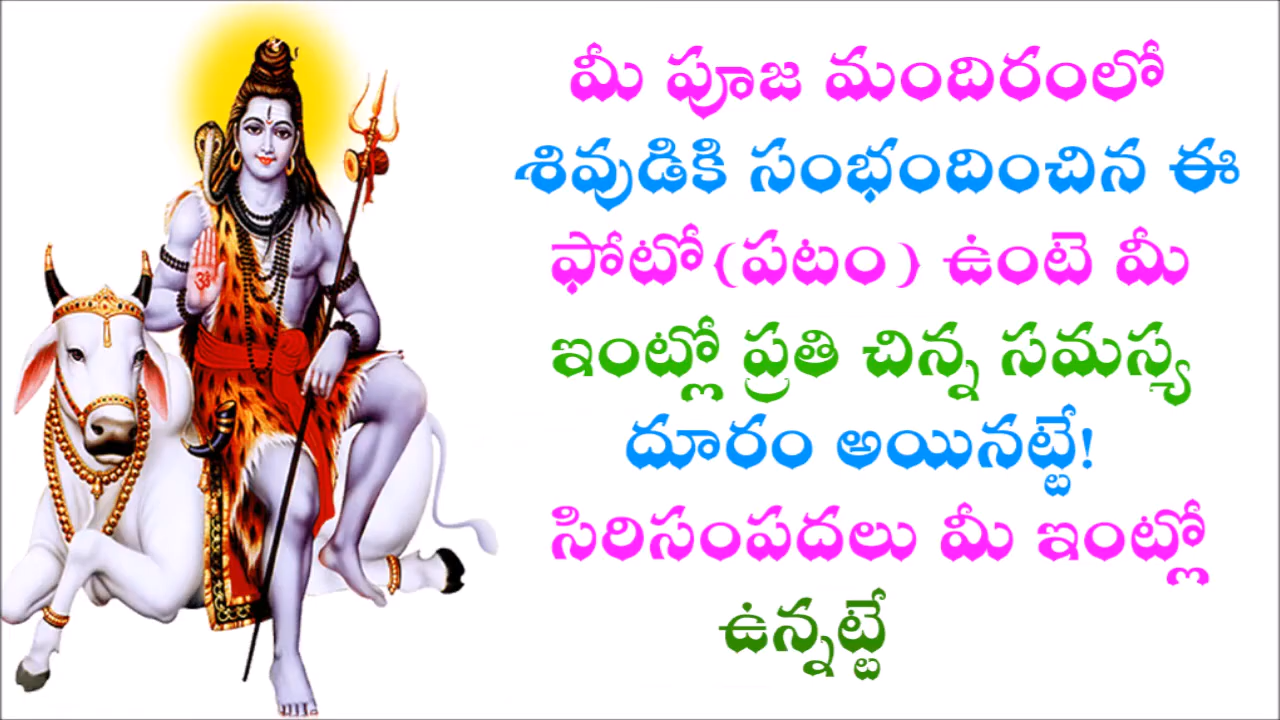 మీ పూజ మందిరంలో
శివుడికి సంభందించిన ఈ
ఫోటో(పటం) ఉంటె మీ
ఇంట్లో ప్రతి చిన్న సమస్య
దూరం అయినట్టే!
సిరిసంపదలు మీ ఇంట్లో
ఉన్నట్టే
ॐ